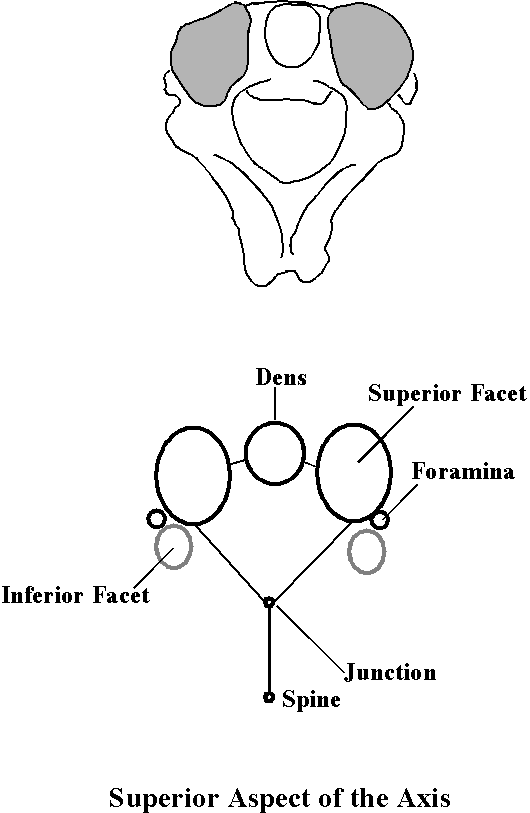 Dens
Superior Facet
Foramina
Inferior Facet
Junction
Spine
Superior Aspect of the Axis